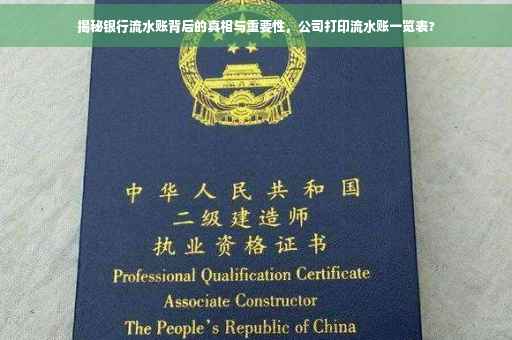 揭秘银行流水账背后的真相与重要性，公司打印流水账一览表？
中华人民共和国
二级建造师
执业资格证书
Professional Qualification Certificate
Associate Constructor
The People's Republic of China